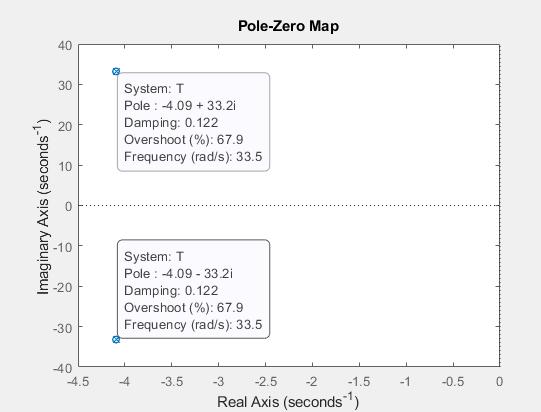 Pole-Zero Map
40
30
20
10
0
-10
-20
-30
-40
Imaginary Axis (seconds⁻¹)
System: T
Pole : -4.09 + 33.2i
Damping: 0.122
Overshoot (%): 67.9
Frequency (rad/s): 33.5
System: T
Pole : -4.09 - 33.2i
Damping: 0.122
Overshoot (%): 67.9
Frequency (rad/s): 33.5
-4.5 -4 -3.5 -3 -2.5 -2 -1.5 -1 -0.5 0
Real Axis (seconds⁻¹)